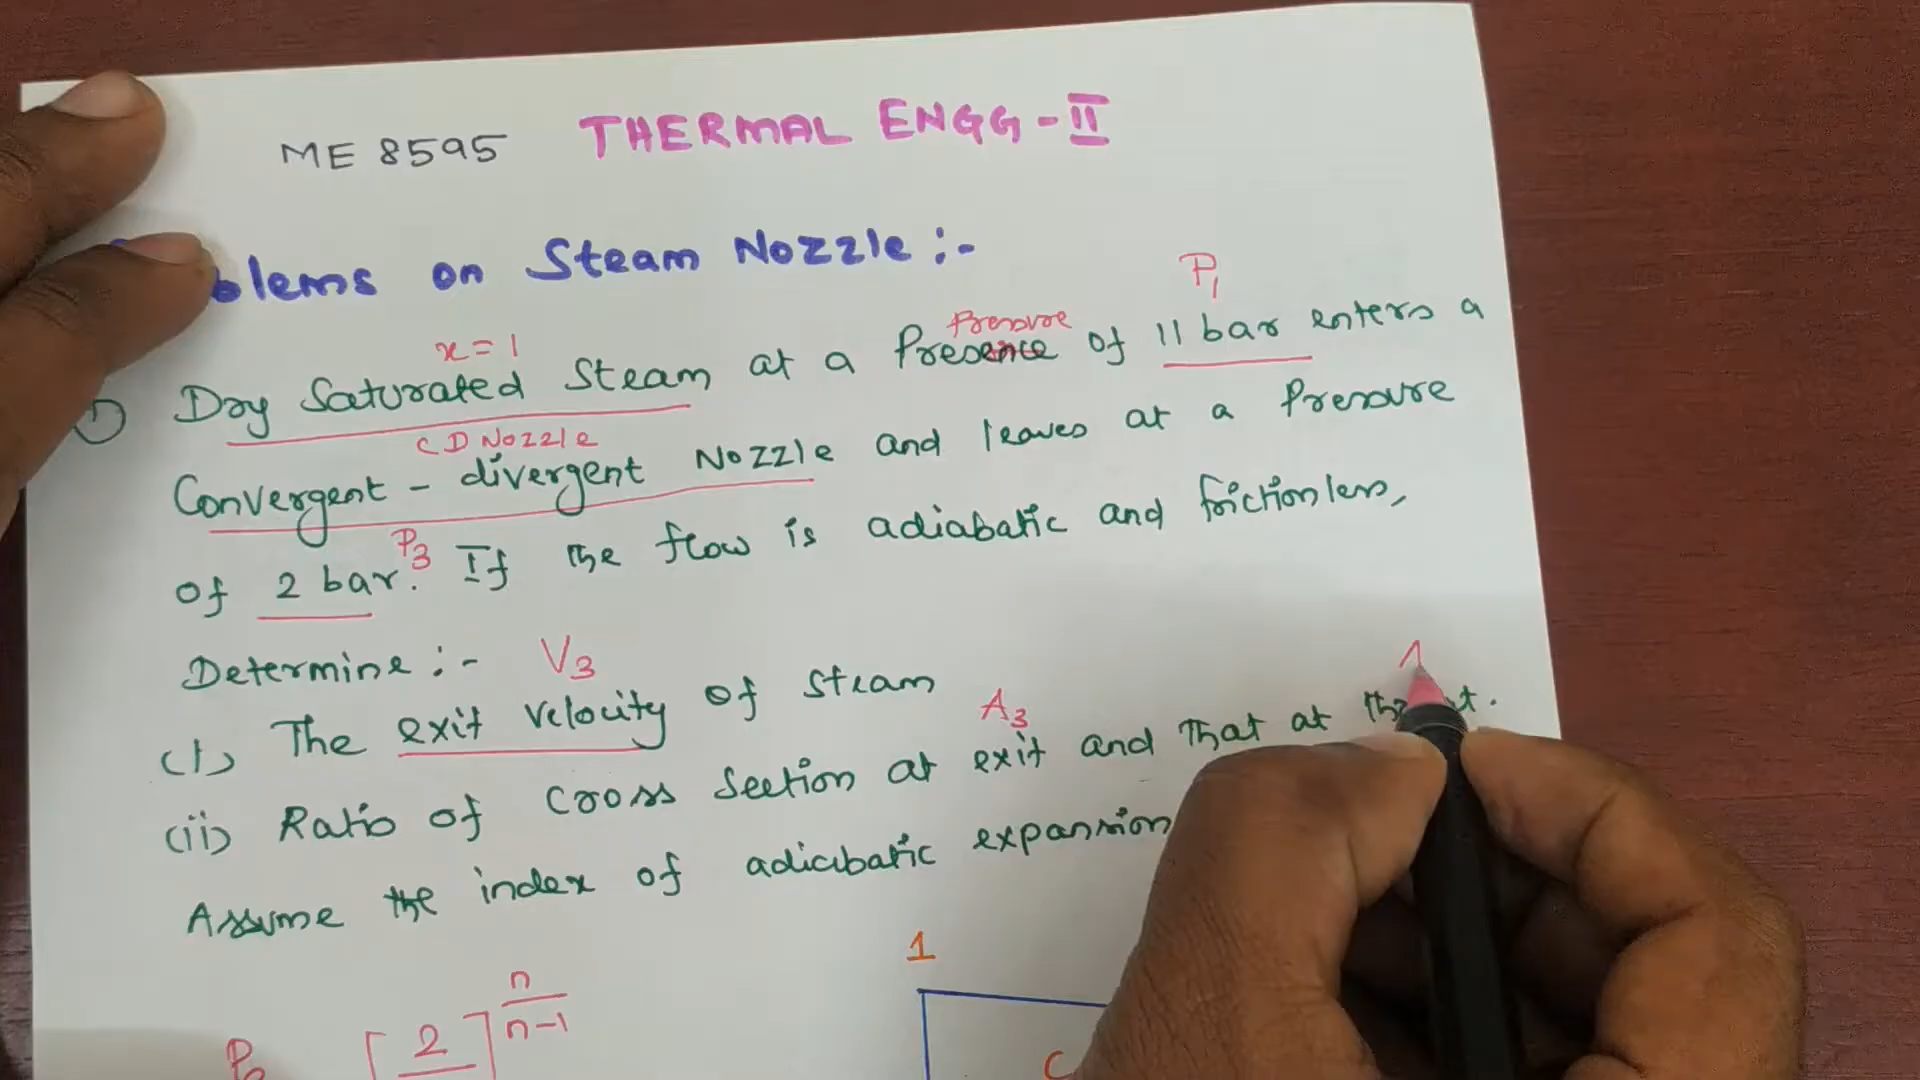 ME 8595 THERMAL ENGG - II
blems on Steam Nozzle :-
P1
x = 1 Pressure
Dry Saturated Steam at a Presence of 11 bar enters a
CD Nozzle
Convergent - divergent Nozzle and leaves at a Pressure
P3
of 2 bar. If the flow is adiabatic and frictionless,
Determine :- V3
(i) The exit velocity of steam
A3
(ii) Ratio of cross section at exit and that at
Assume the index of adiabatic expansion
1
n
n-1
2
P2
C